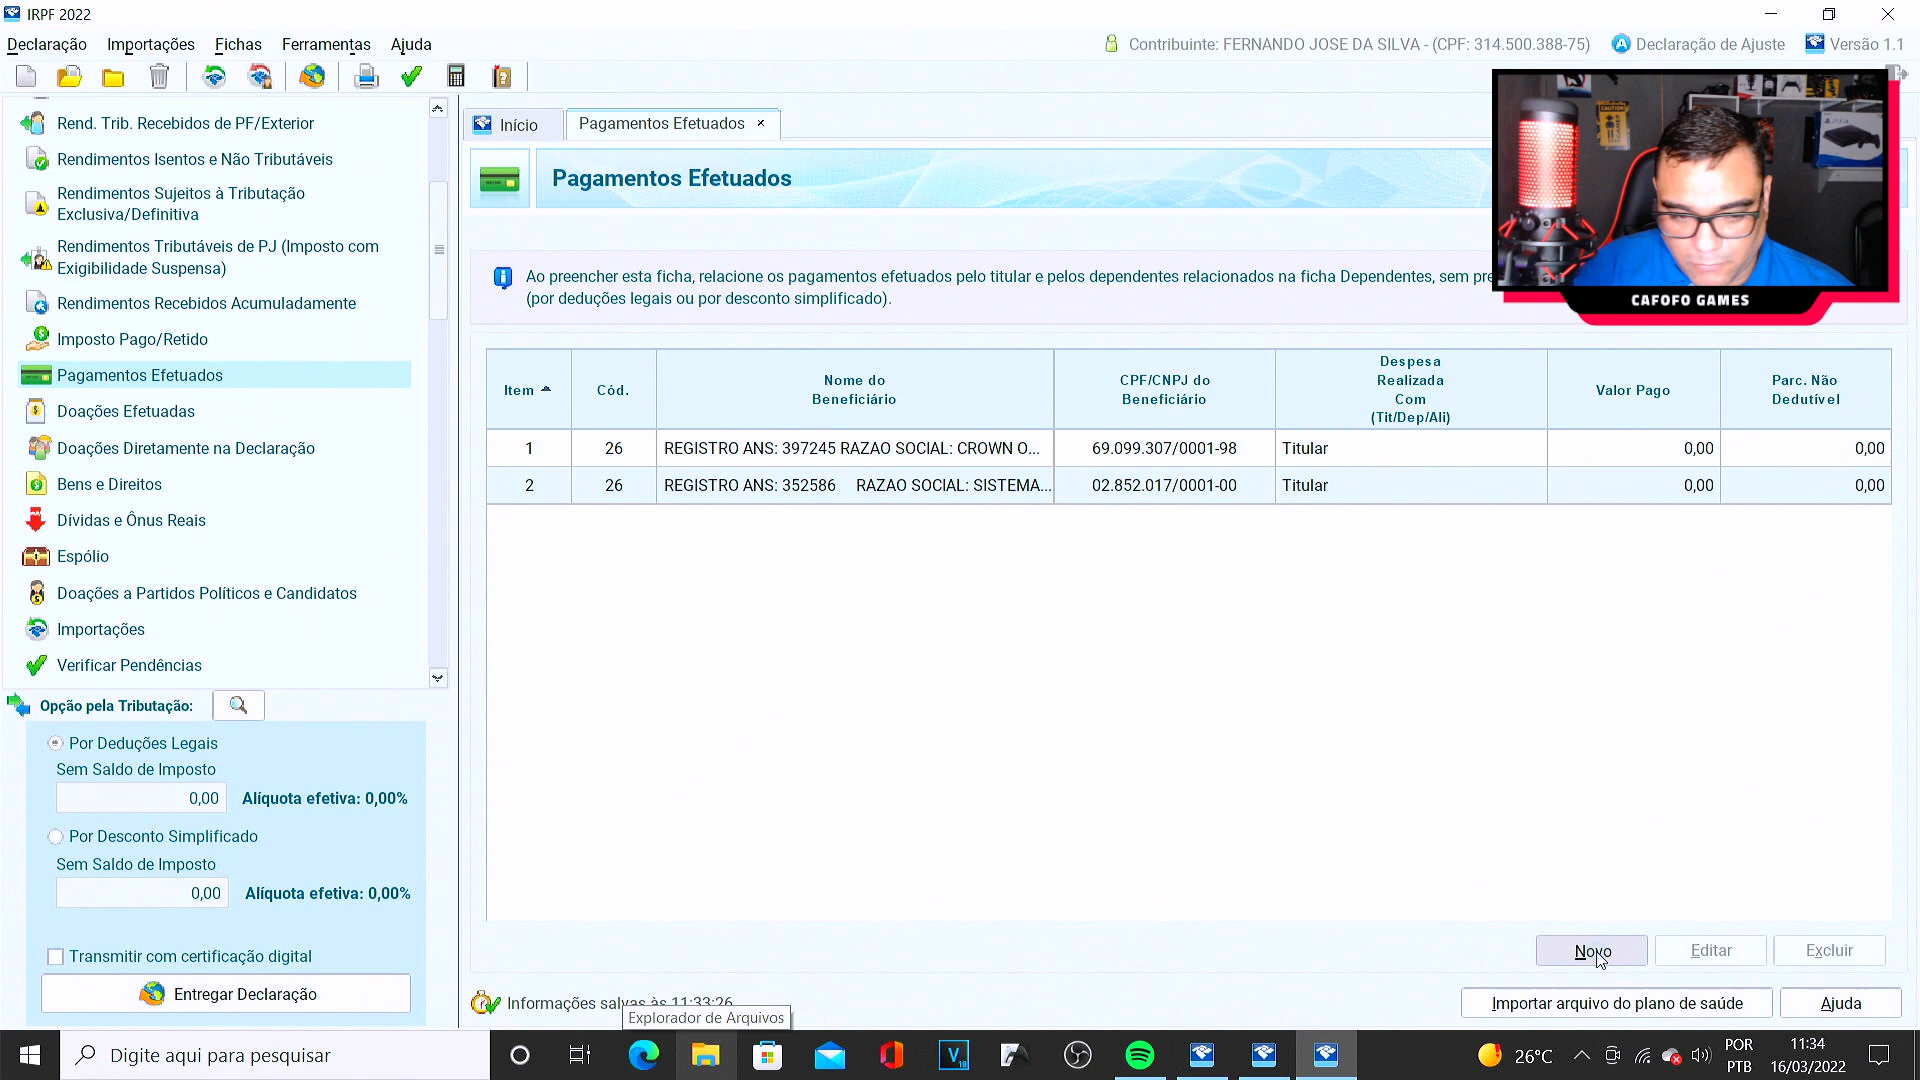 IRPF 2022
Declaração Importações Fichas Ferramentas Ajuda
Contribuinte: FERNANDO JOSE DA SILVA - (CPF: 314.500.388-75) Declaração de Ajuste Versão 1.1
Rend. Trib. Recebidos de PF/Exterior
Rendimentos Isentos e Não Tributáveis
Rendimentos Sujeitos à Tributação
Exclusiva/Definitiva
Rendimentos Tributáveis de PJ (Imposto com
Exigibilidade Suspensa)
Rendimentos Recebidos Acumuladamente
Imposto Pago/Retido
Pagamentos Efetuados
Doações Efetuadas
Doações Diretamente na Declaração
Bens e Direitos
Dívidas e Ônus Reais
Espólio
Doações a Partidos Políticos e Candidatos
Importações
Verificar Pendências
Opção pela Tributação:
Por Deduções Legais
Sem Saldo de Imposto
0,00 Alíquota efetiva: 0,00%
Por Desconto Simplificado
Sem Saldo de Imposto
0,00 Alíquota efetiva: 0,00%
Transmitir com certificação digital
Entregar Declaração
Início Pagamentos Efetuados ×
Pagamentos Efetuados
Ao preencher esta ficha, relacione os pagamentos efetuados pelo titular e pelos dependentes relacionados na ficha Dependentes, sem pre
(por deduções legais ou por desconto simplificado).
CAFOFO GAMES
Item Cód. Nome do Beneficiário CPF/CNPJ do Beneficiário Despesa Realizada Com (Tit/Dep/Ali) Valor Pago Parc. Não Dedutível
1 26 REGISTRO ANS: 397245 RAZAO SOCIAL: CROWN O... 69.099.307/0001-98 Titular 0,00 0,00
2 26 REGISTRO ANS: 352586 RAZAO SOCIAL: SISTEMA... 02.852.017/0001-00 Titular 0,00 0,00
Novo Editar Excluir
Informações salvas às 11:33:26
Explorador de Arquivos
Importar arquivo do plano de saúde Ajuda
Digite aqui para pesquisar
26°C
POR
PTB
11:34
16/03/2022